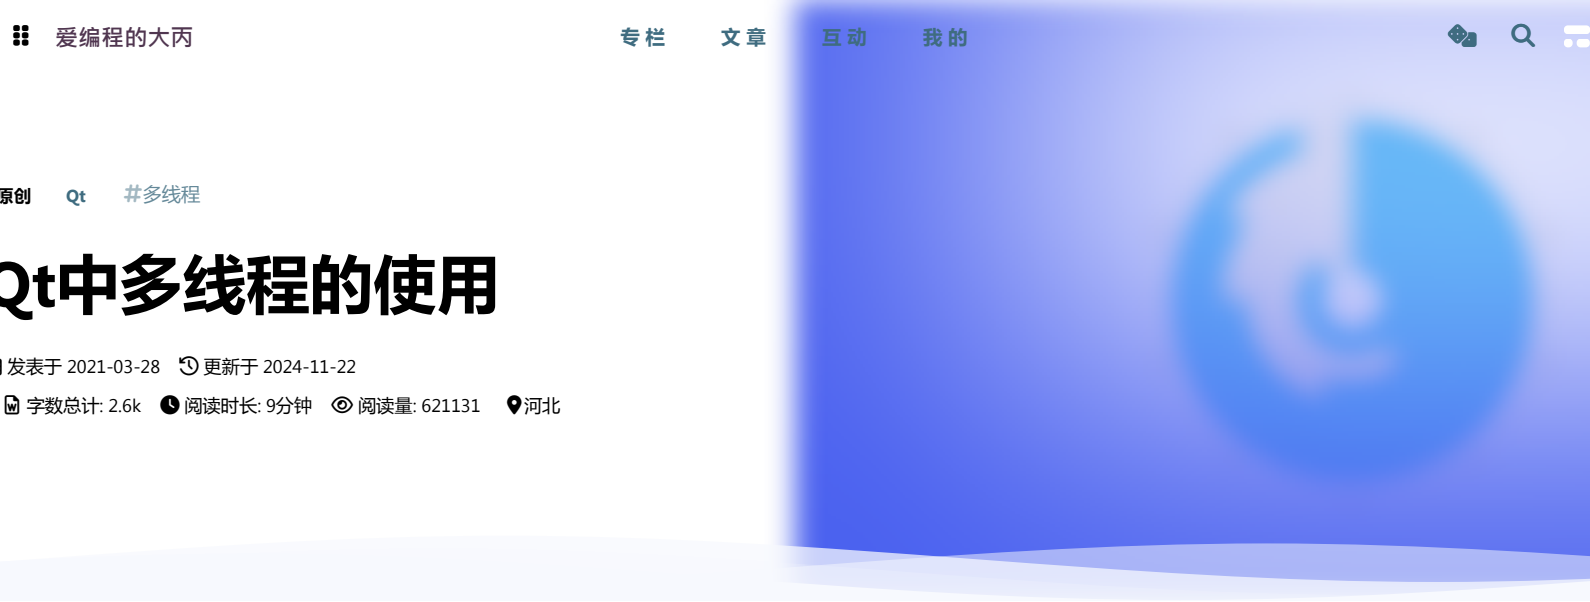 爱编程的大丙
专栏 文章 互动 我的
原创 Qt #多线程
Qt中多线程的使用
发表于 2021-03-28 更新于 2024-11-22
字数总计: 2.6k 阅读时长: 9分钟 阅读量: 621131 河北